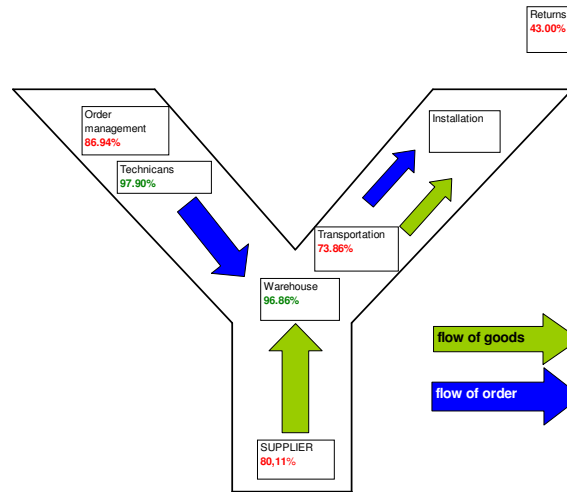 Returns
43.00%
Order
management
86.94%
Technicans
97.90%
Installation
Transportation
73.86%
Warehouse
96.86%
flow of goods
flow of order
SUPPLIER
80,11%